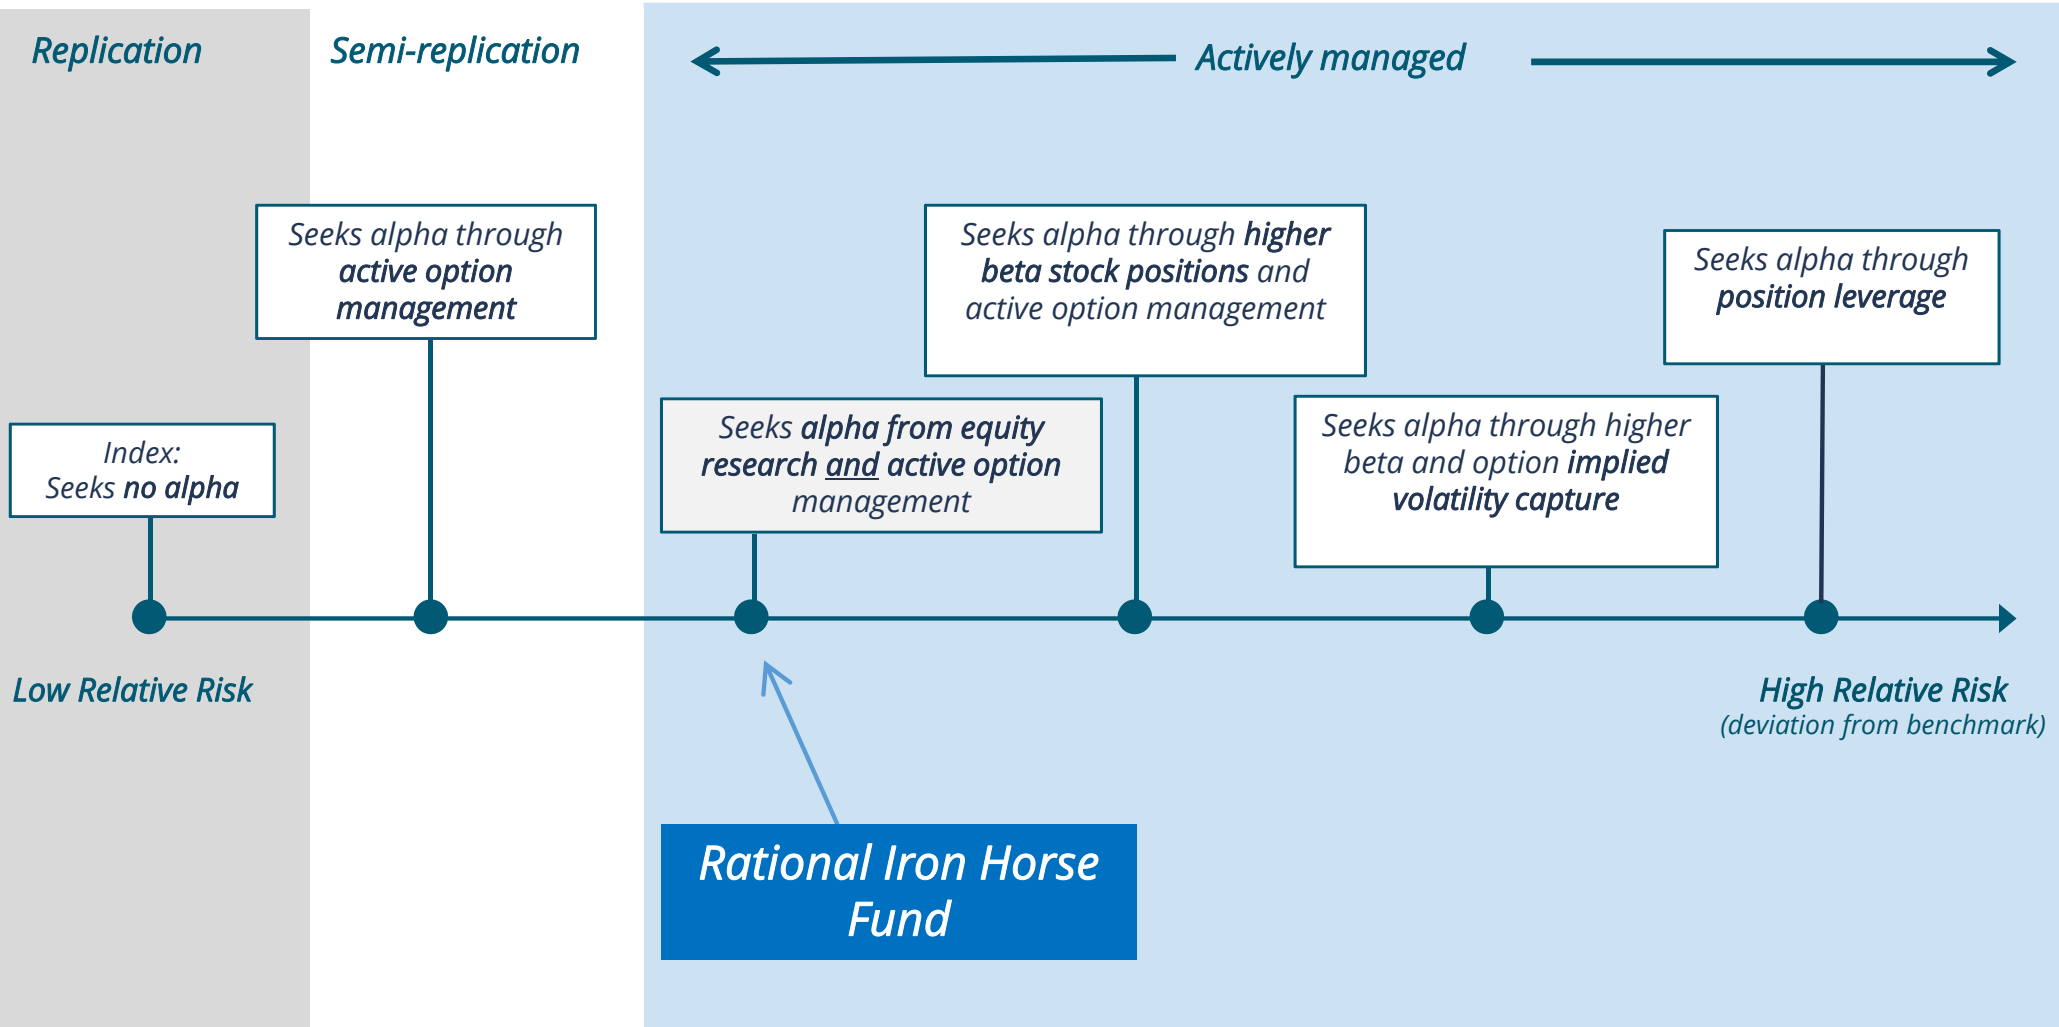 Replication
Semi-replication
Actively managed
Seeks alpha through
active option
management
Seeks alpha through higher
beta stock positions and
active option management
Seeks alpha through
position leverage
Index:
Seeks no alpha
Seeks alpha from equity
research and active option
management
Seeks alpha through higher
beta and option implied
volatility capture
Low Relative Risk
High Relative Risk
(deviation from benchmark)
Rational Iron Horse
Fund